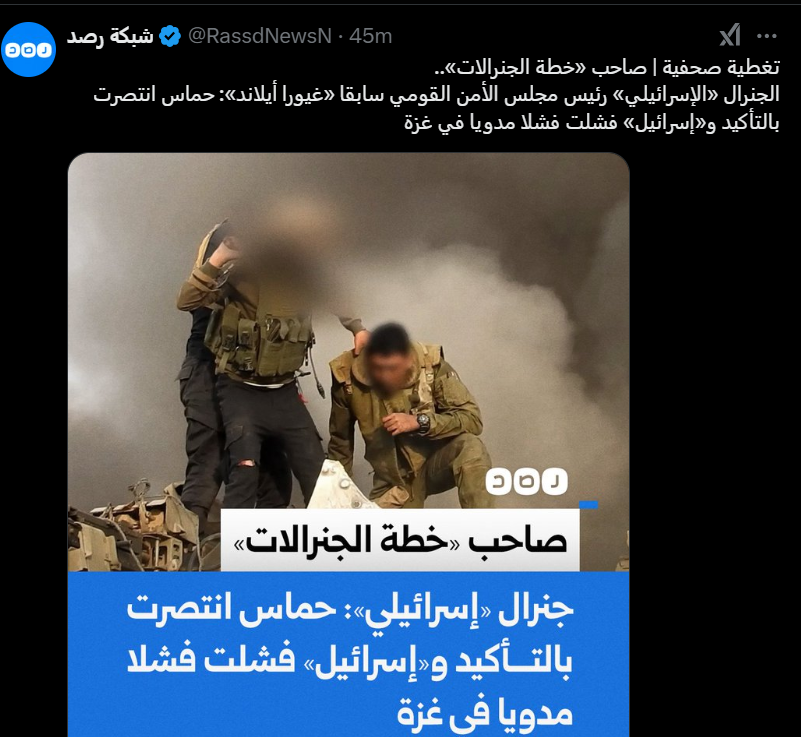 شبكة رصد @RassdNewsN · 45m
تغطية صحفية | صاحب «خطة الجنرالات»..
الجنرال «الإسرائيلي» رئيس مجلس الأمن القومي سابقا «غيورا أيلاند»: حماس انتصرت
بالتأكيد و«إسرائيل» فشلت فشلا مدويا في غزة
رصد
صاحب «خطة الجنرالات»
جنرال «إسرائيلي»: حماس انتصرت
بالتـــأكيد و«إسرائيل» فشلت فشلا
مدويا في غزة